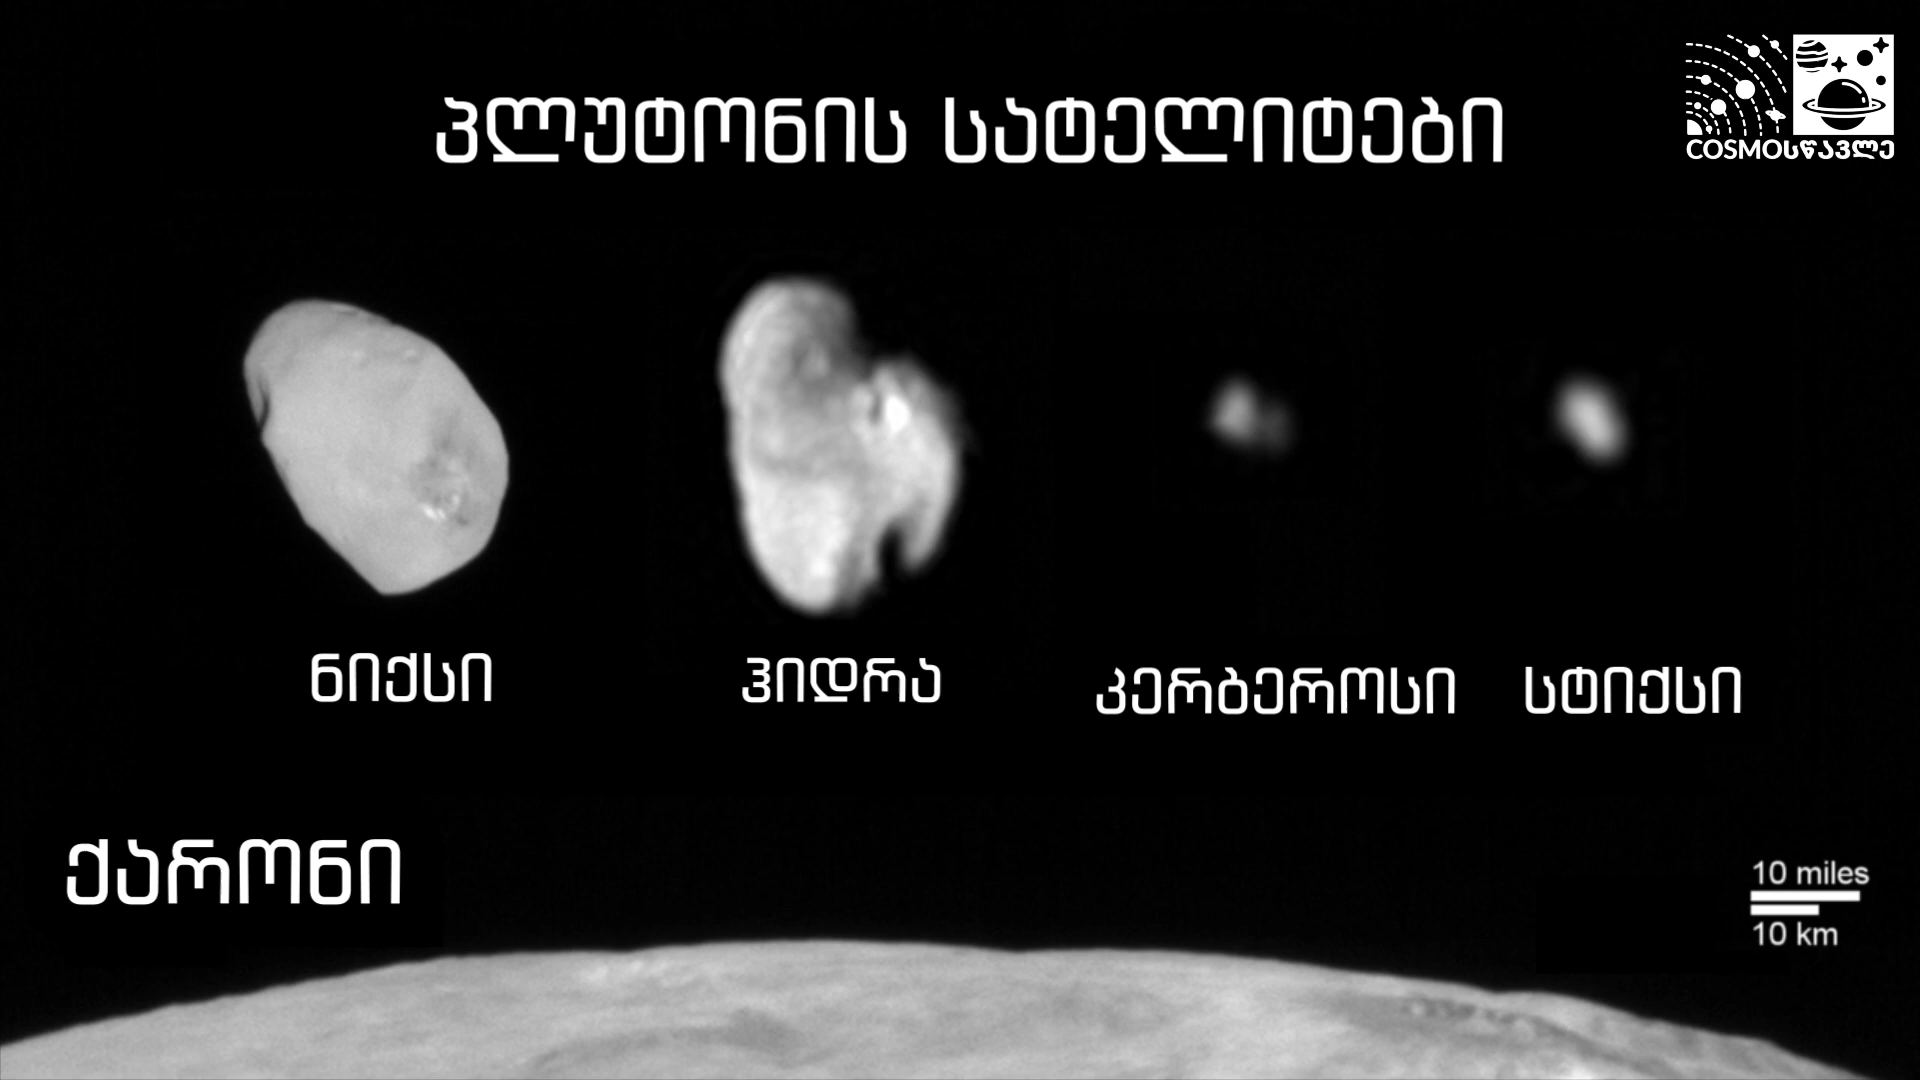 პლუტონის სატელიტები
COSMOსწავლე
ნიქსი
ჰიდრა
კერბეროსი
სტიქსი
ქარონი
10 miles
10 km